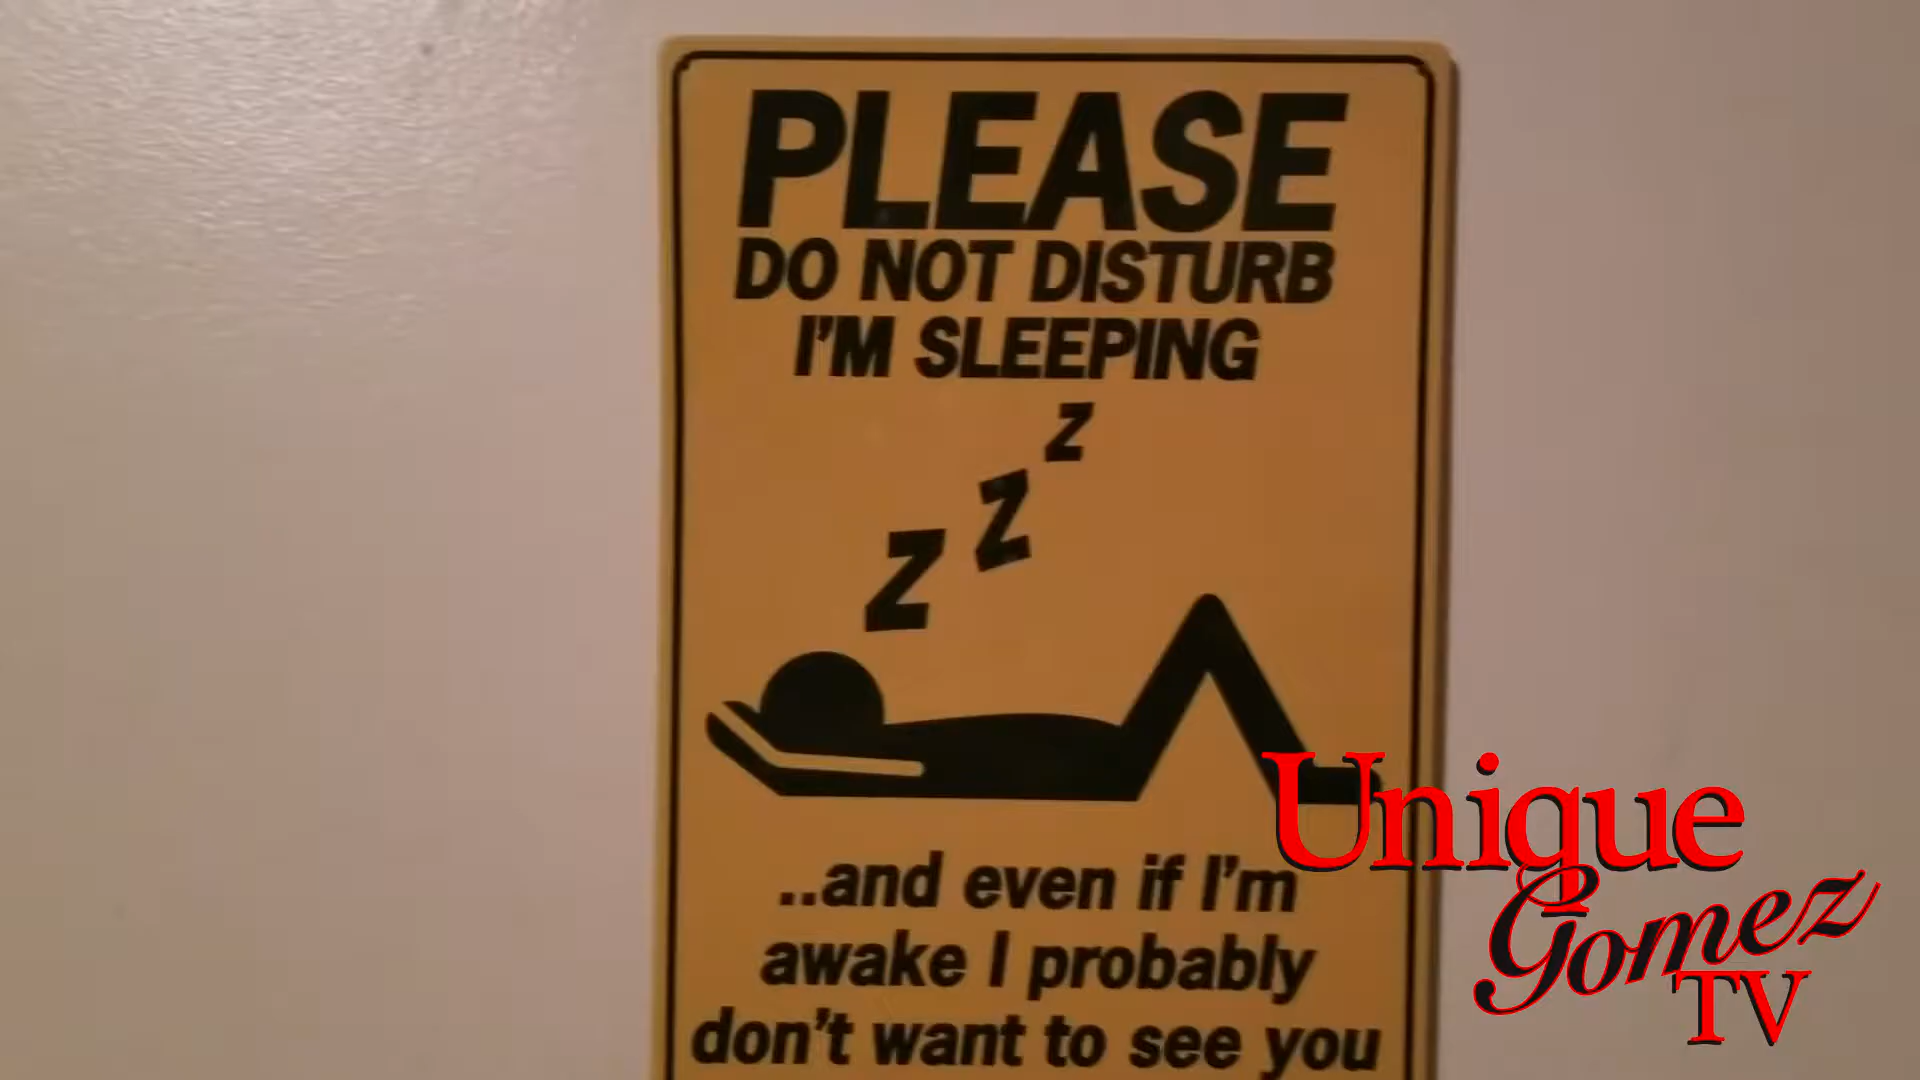 PLEASE
DO NOT DISTURB
I'M SLEEPING
z
z
z
..and even if I'm
awake I probably
don't want to see you
Unique
Gomez
TV